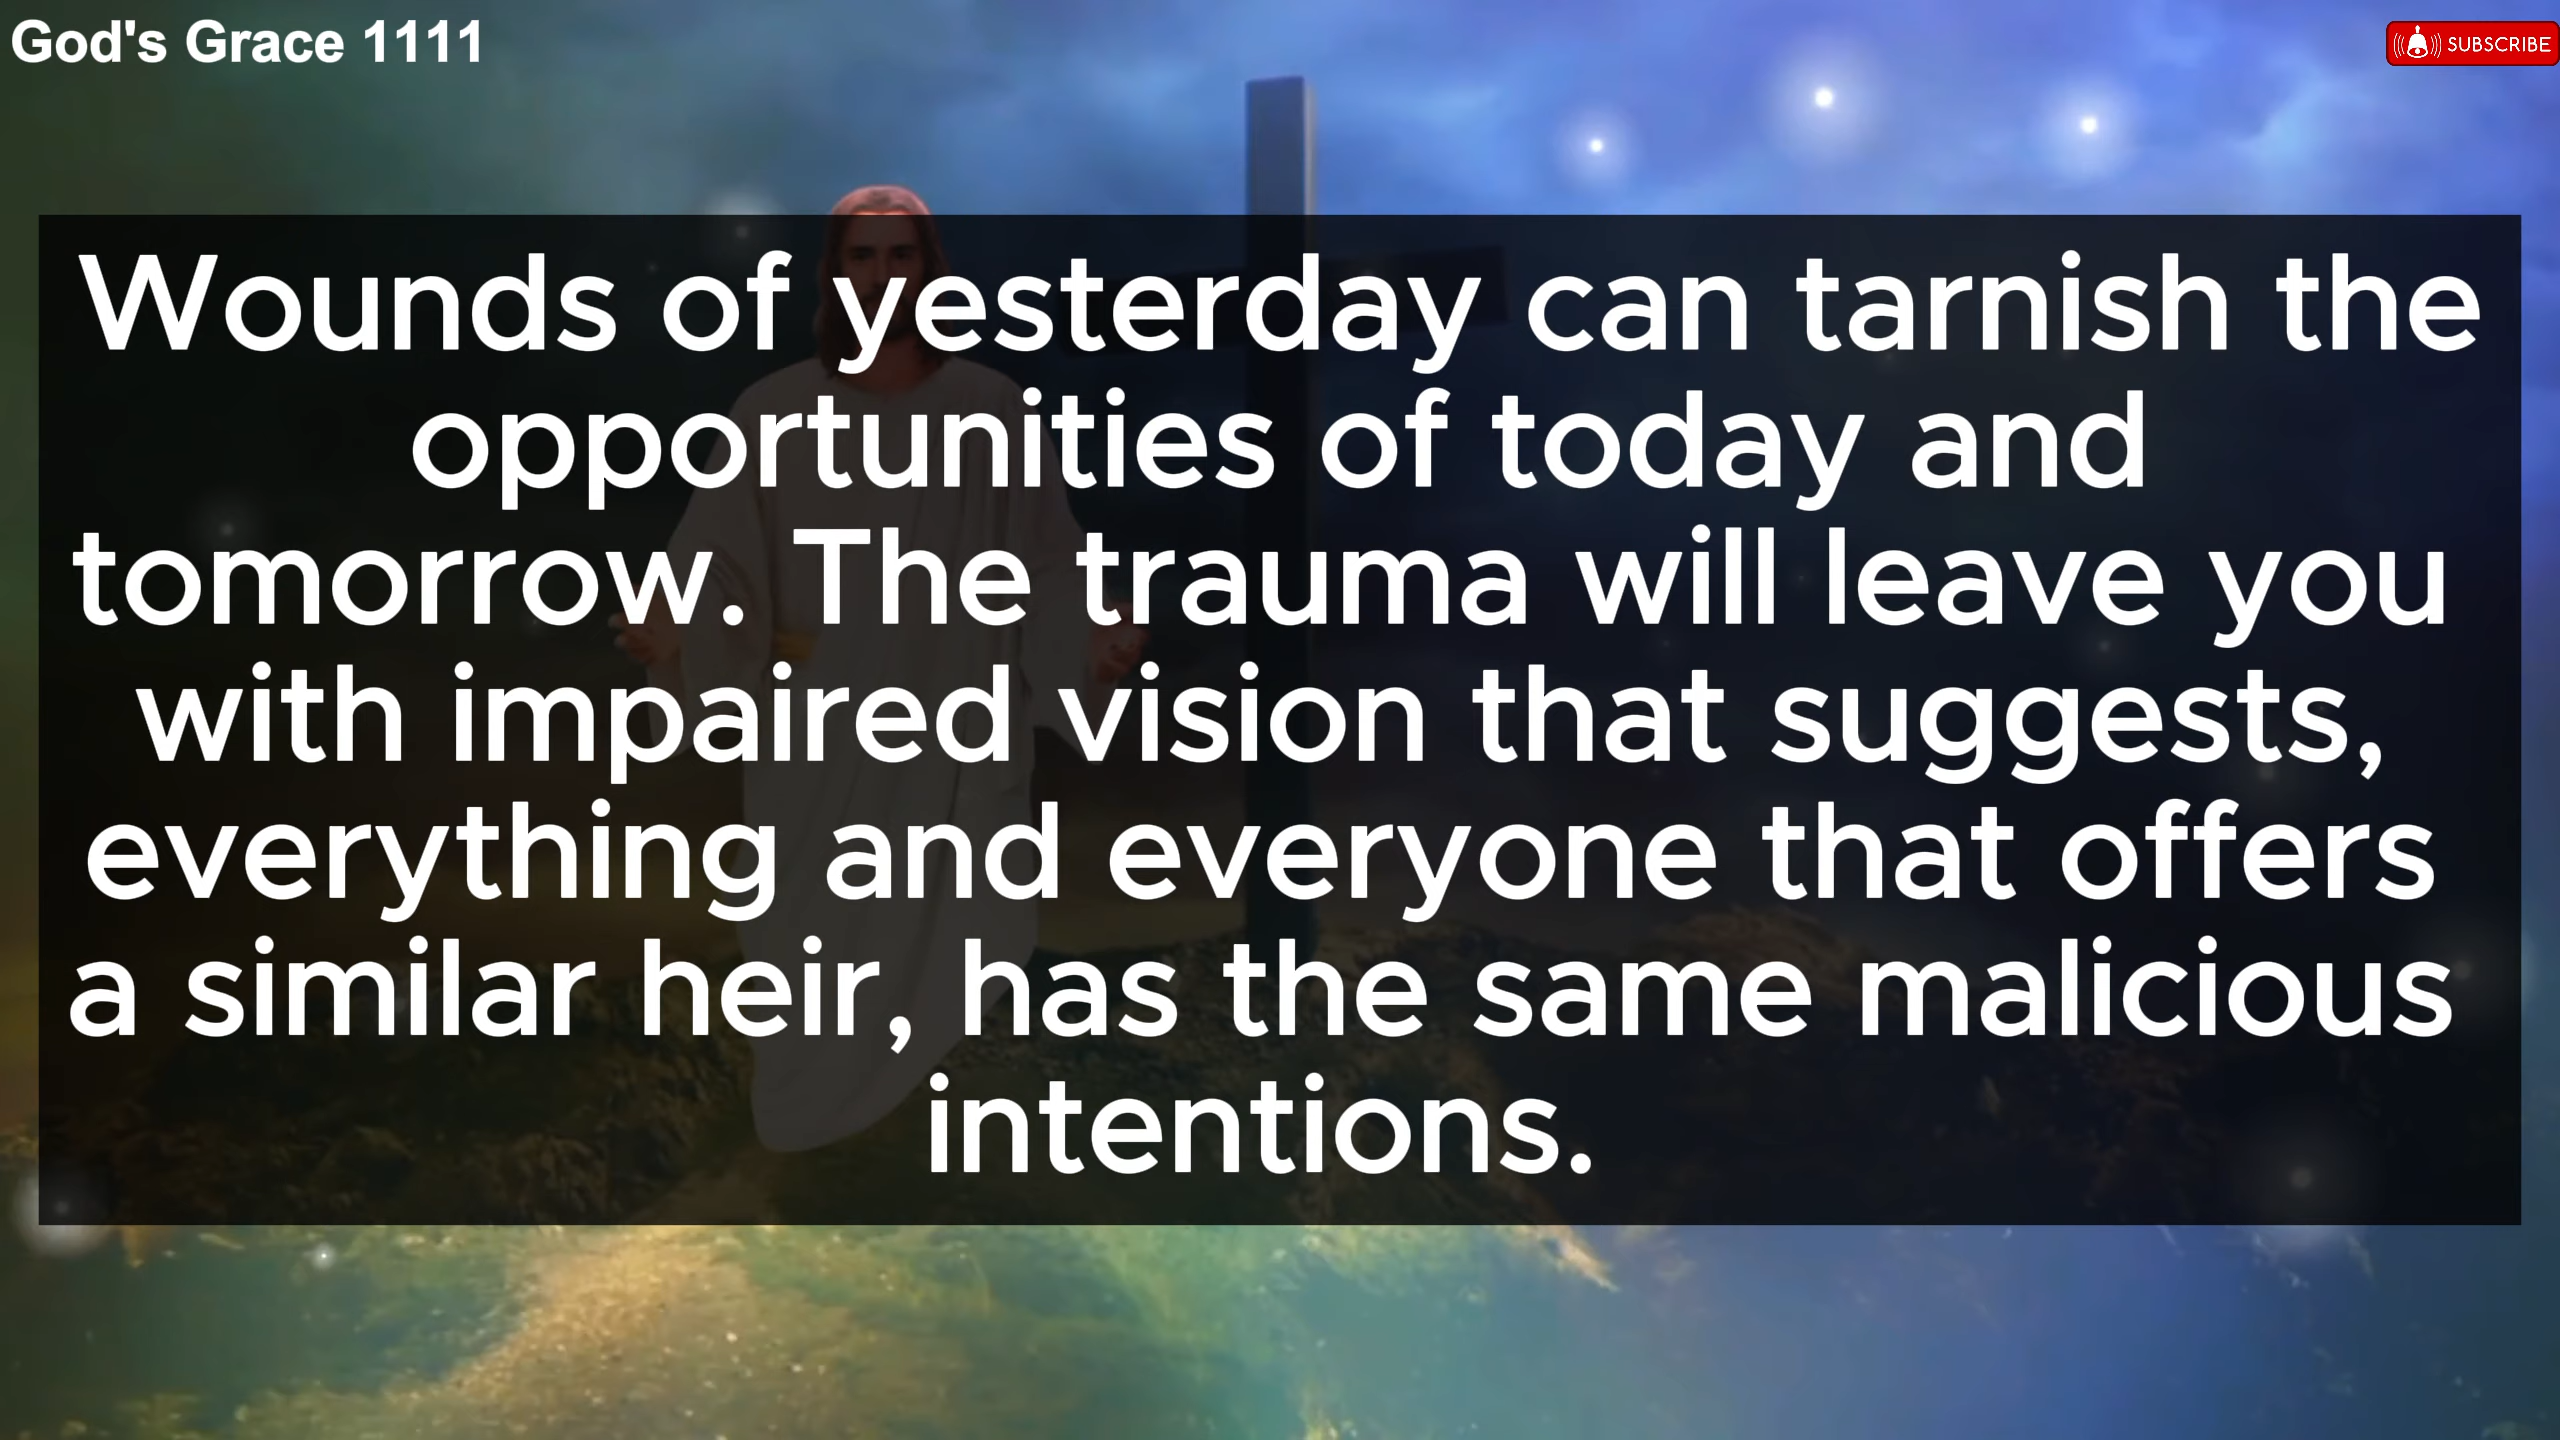 God's Grace 1111
SUBSCRIBE
Wounds of yesterday can tarnish the
opportunities of today and
tomorrow. The trauma will leave you
with impaired vision that suggests,
everything and everyone that offers
a similar heir, has the same malicious
intentions.